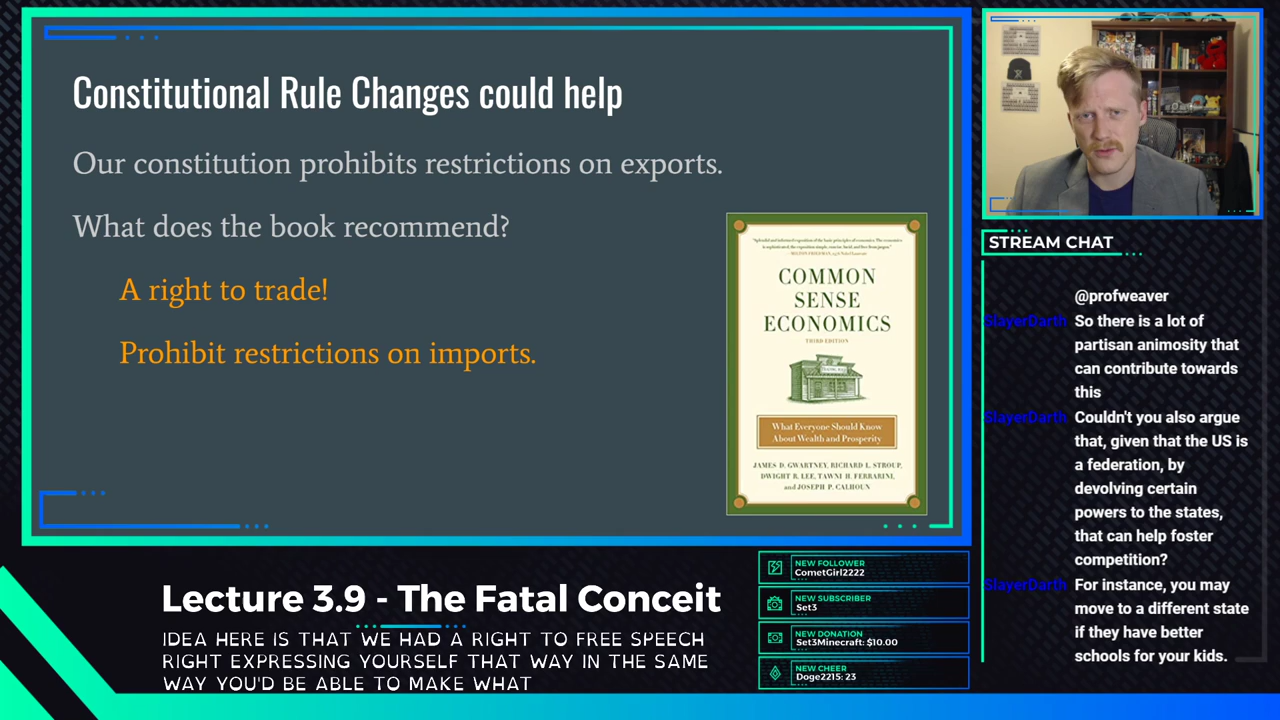 Constitutional Rule Changes could help
Our constitution prohibits restrictions on exports.
What does the book recommend?
A right to trade!
Prohibit restrictions on imports.
COMMON
SENSE
ECONOMICS
THIRD EDITION
What Everyone Should Know
About Wealth and Prosperity
JAMES D. GWARTNEY, RICHARD L. STROUP,
DWIGHT R. LEE, TAWNI H. FERRARINI,
and JOSEPH P. CALHOUN
STREAM CHAT
@profweaver
SlayerDarth So there is a lot of
partisan animosity that
can contribute towards
this
SlayerDarth Couldn't you also argue
that, given that the US is
a federation, by
devolving certain
powers to the states,
that can help foster
competition?
SlayerDarth For instance, you may
move to a different state
if they have better
schools for your kids.
Lecture 3.9 - The Fatal Conceit
IDEA HERE IS THAT WE HAD A RIGHT TO FREE SPEECH
RIGHT EXPRESSING YOURSELF THAT WAY IN THE SAME
WAY YOU'D BE ABLE TO MAKE WHAT
NEW FOLLOWER
CometGirl2222
NEW SUBSCRIBER
Set3
NEW DONATION
Set3Minecraft: $10.00
NEW CHEER
Doge2215: 23